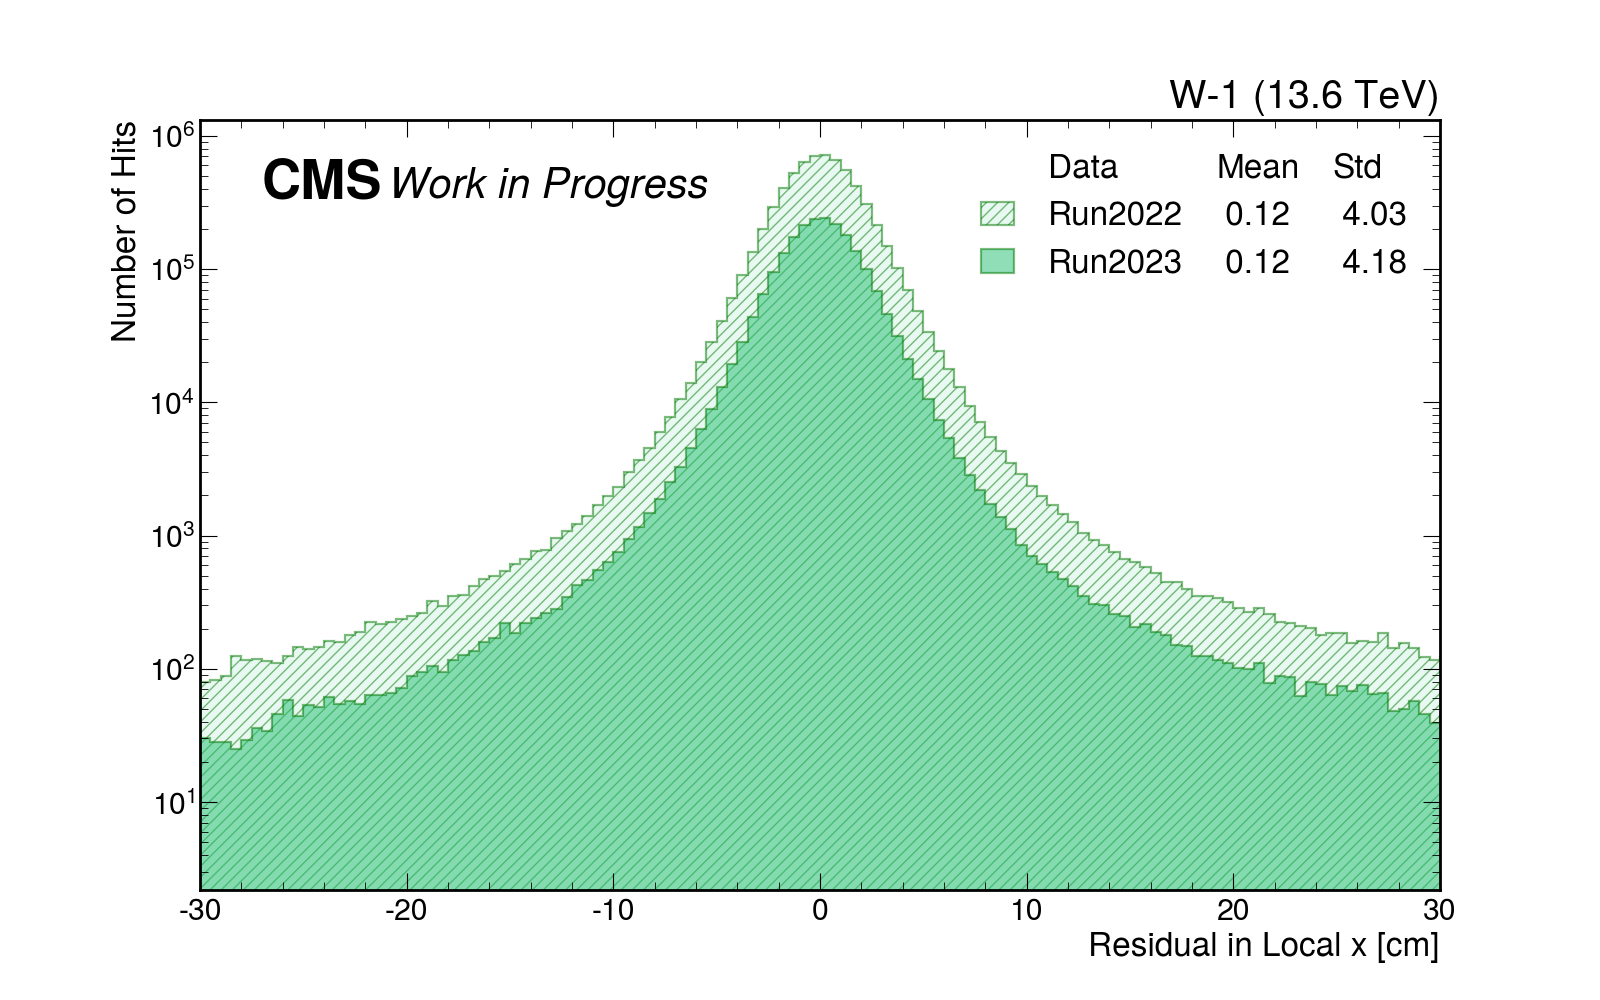 W-1 (13.6 TeV)
CMS Work in Progress
Data Mean Std
Run2022 0.12 4.03
Run2023 0.12 4.18
Number of Hits
10⁶
10⁵
10⁴
10³
10²
10¹
-30 -20 -10 0 10 20 30
Residual in Local x [cm]